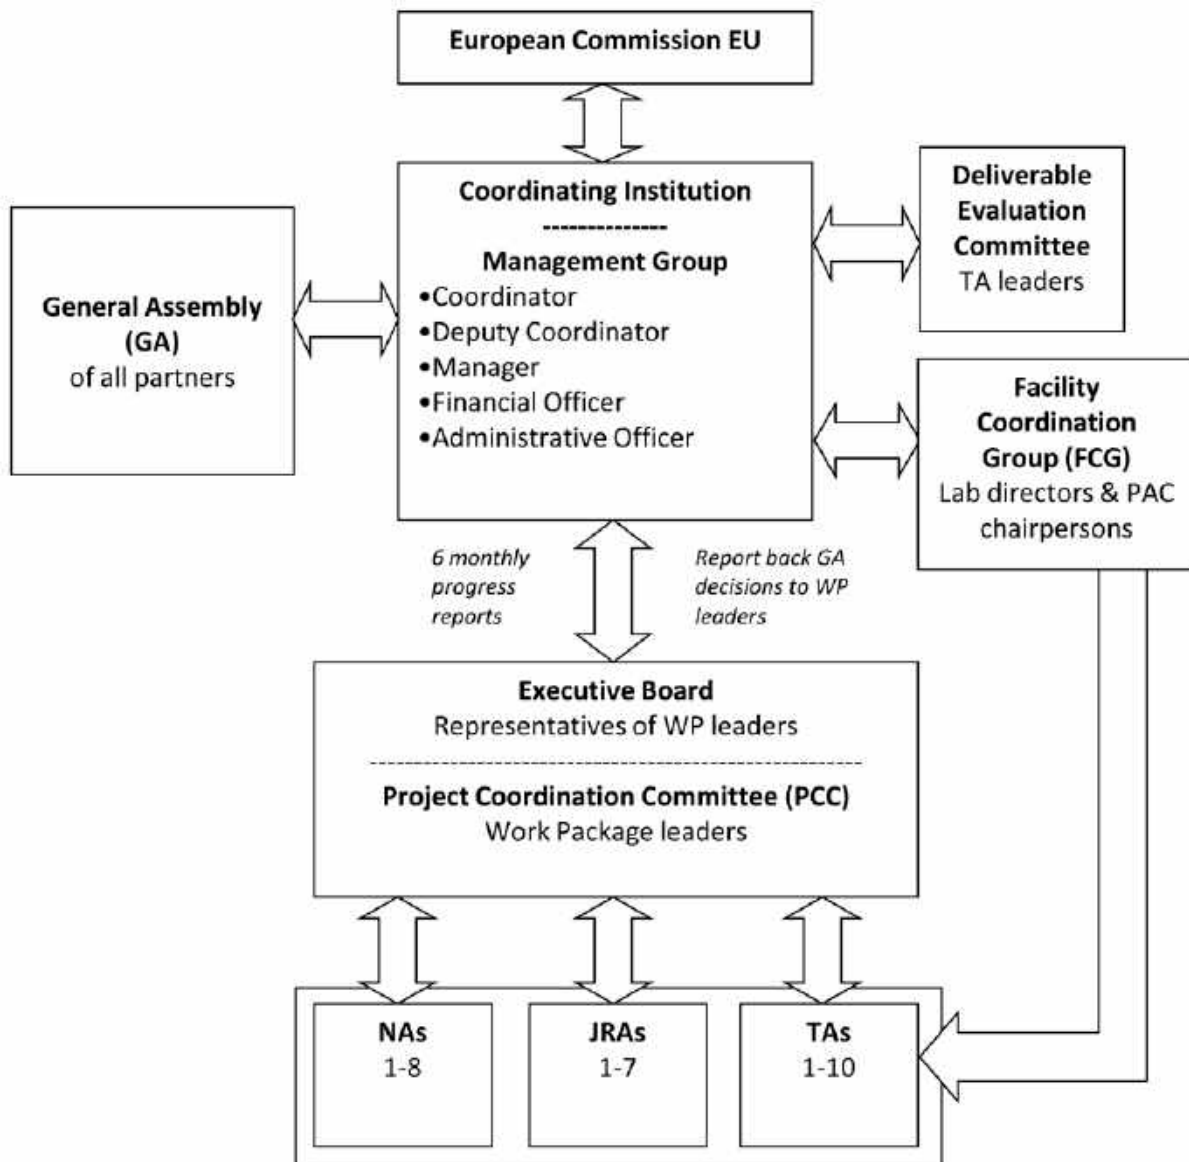 European Commission EU
Coordinating Institution
--------------
Management Group
•Coordinator
•Deputy Coordinator
•Manager
•Financial Officer
•Administrative Officer
Deliverable
Evaluation
Committee
TA leaders
General Assembly
(GA)
of all partners
Facility
Coordination
Group (FCG)
Lab directors & PAC
chairpersons
6 monthly
progress
reports
Report back GA
decisions to WP
leaders
Executive Board
Representatives of WP leaders
Project Coordination Committee (PCC)
Work Package leaders
NAs
1-8
JRAs
1-7
TAs
1-10